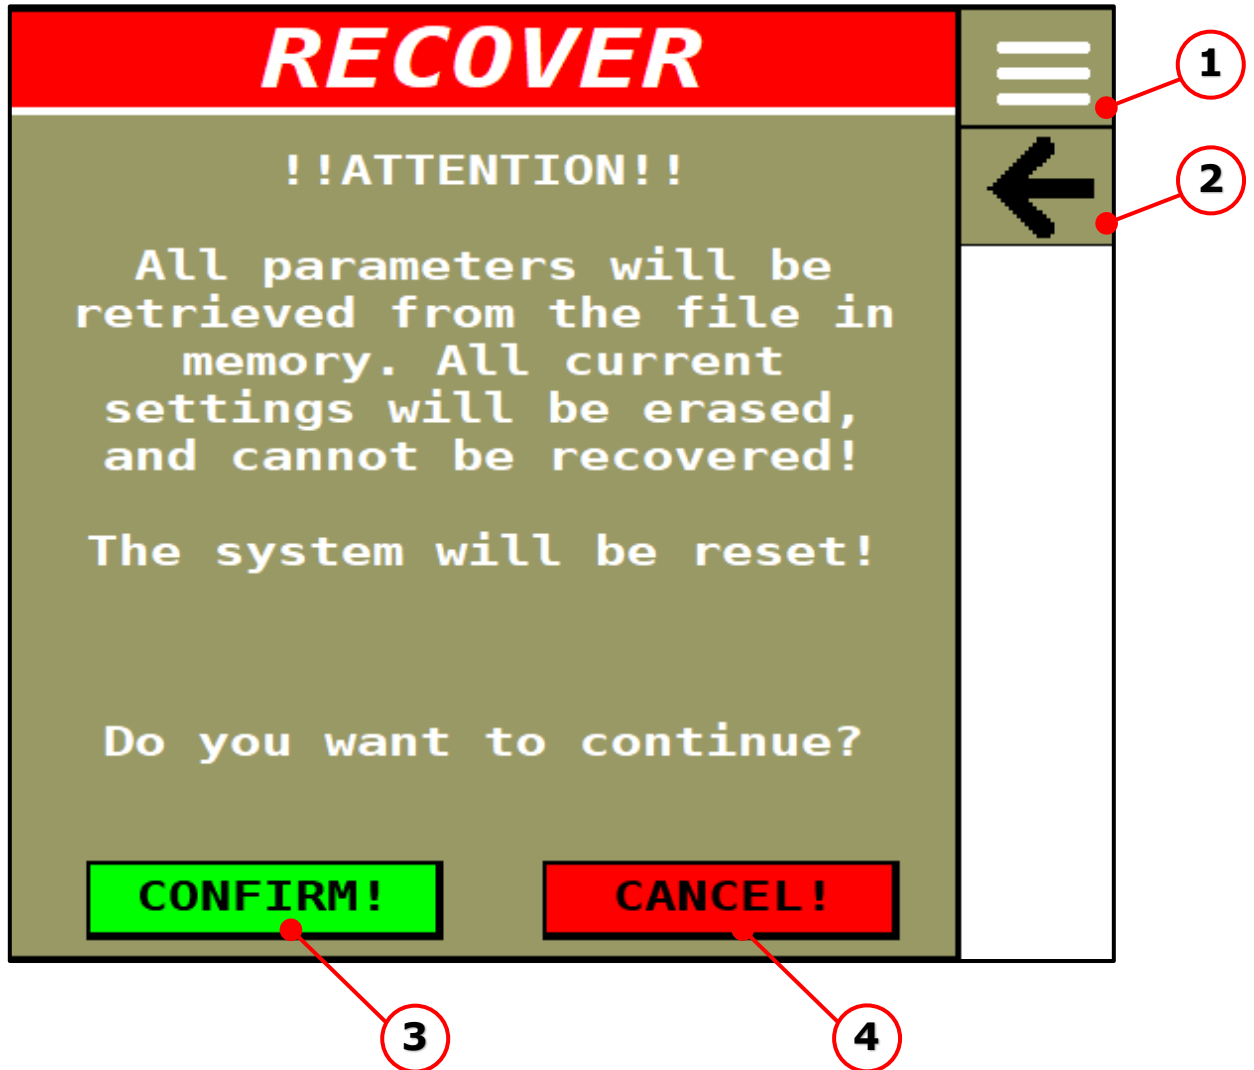 RECOVER
1
2
!!ATTENTION!!
All parameters will be
retrieved from the file in
memory. All current
settings will be erased,
and cannot be recovered!
The system will be reset!
Do you want to continue?
CONFIRM!
CANCEL!
3
4